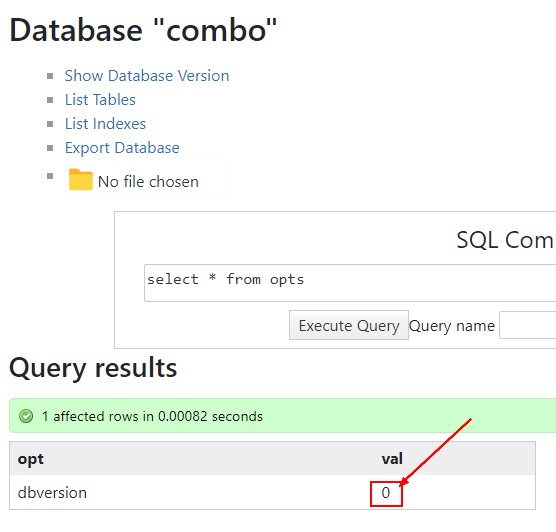 Database "combo"
Show Database Version
List Tables
List Indexes
Export Database
No file chosen
SQL Com
select * from opts
Execute Query Query name
Query results
1 affected rows in 0.00082 seconds
opt val
dbversion 0